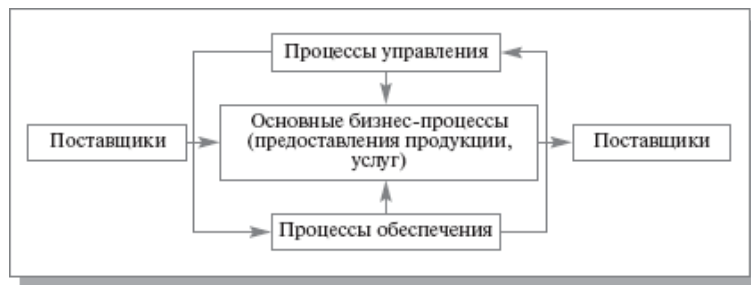 Процессы управления
Поставщики
Основные бизнес-процессы
(предоставления продукции,
услуг)
Поставщики
Процессы обеспечения